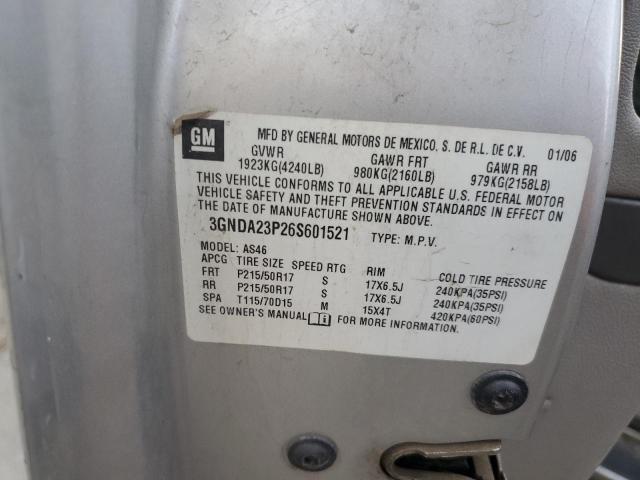 GM
MFD BY GENERAL MOTORS DE MEXICO, S. DE R.L. DE C.V. 01/06
GVWR GAWR FRT GAWR RR
1923KG(4240LB) 980KG(2160LB) 979KG(2158LB)
THIS VEHICLE CONFORMS TO ALL APPLICABLE U.S. FEDERAL MOTOR
VEHICLE SAFETY AND THEFT PREVENTION STANDARDS IN EFFECT ON
THE DATE OF MANUFACTURE SHOWN ABOVE.
3GNDA23P26S601521 TYPE: M.P.V.
MODEL: AS46
APCG TIRE SIZE SPEED RTG RIM COLD TIRE PRESSURE
FRT P215/50R17 S 17X6.5J 240KPA(35PSI)
RR P215/50R17 S 17X6.5J 240KPA(35PSI)
SPA T115/70D15 M 15X4T 420KPA(60PSI)
SEE OWNER'S MANUAL i FOR MORE INFORMATION.